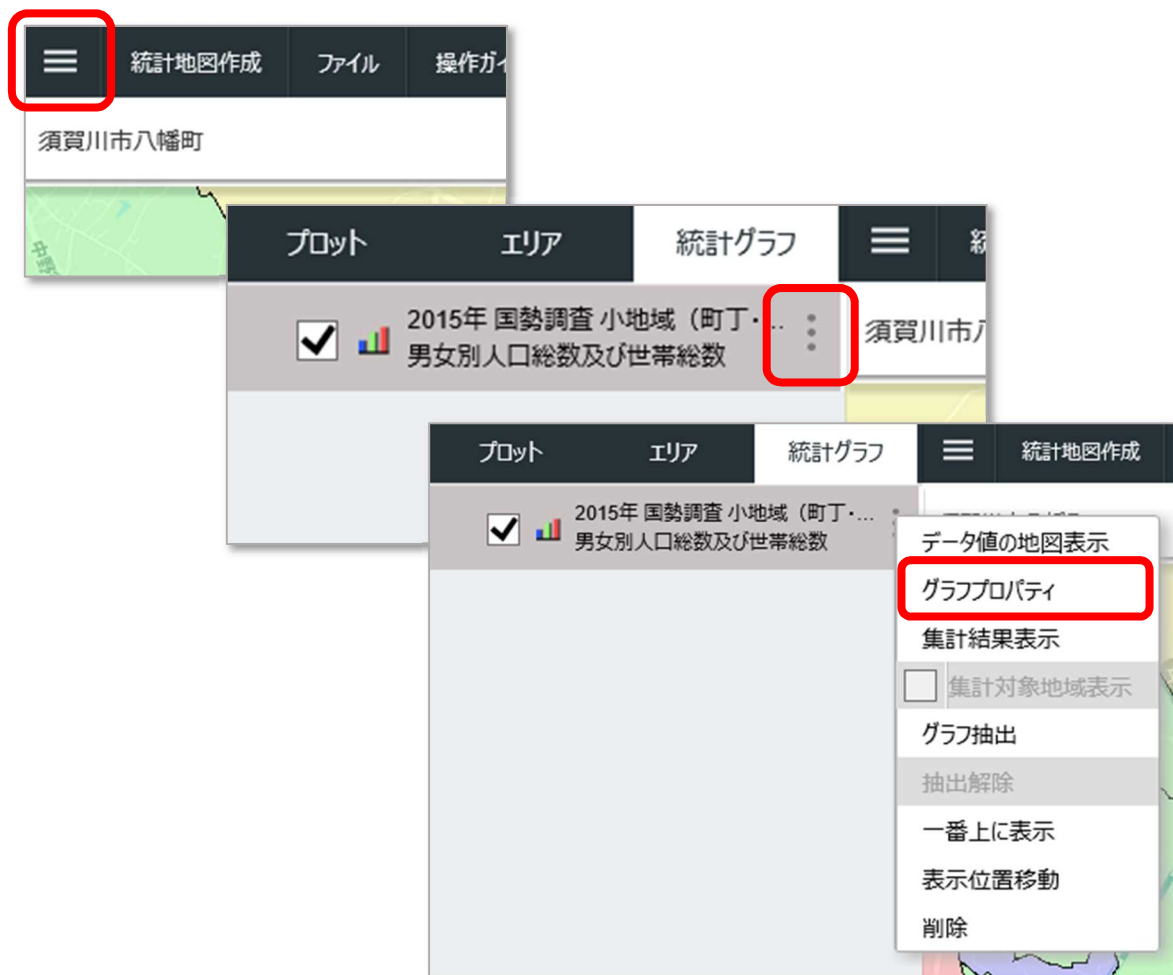 統計地図作成 ファイル 操作ガイ
須賀川市八幡町
プロット エリア 統計グラフ
2015年 国勢調査 小地域（町丁・…
男女別人口総数及び世帯総数
須賀川市八
プロット エリア 統計グラフ 統計地図作成
2015年 国勢調査 小地域（町丁・…
男女別人口総数及び世帯総数
データ値の地図表示
グラフプロパティ
集計結果表示
集計対象地域表示
グラフ抽出
抽出解除
一番上に表示
表示位置移動
削除